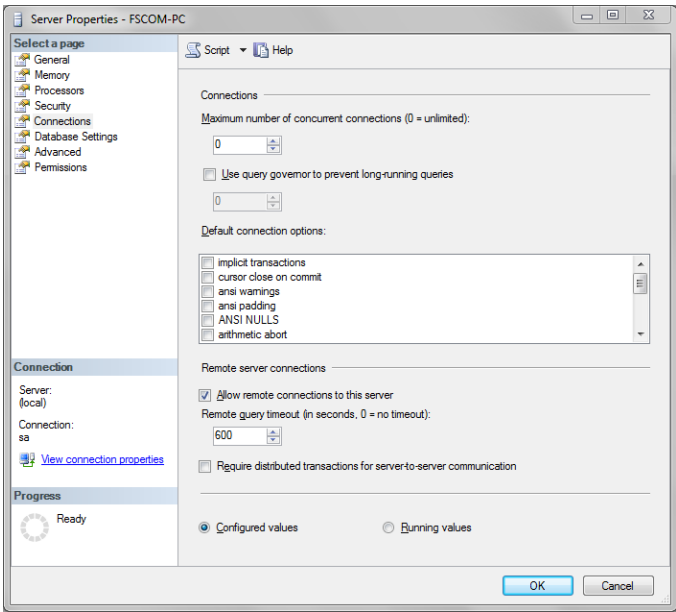 Server Properties - FSCOM-PC
Select a page
General
Memory
Processors
Security
Connections
Database Settings
Advanced
Permissions
Script
Help
Connections
Maximum number of concurrent connections (0 = unlimited):
0
Use query governor to prevent long-running queries
0
Default connection options:
implicit transactions
cursor close on commit
ansi warnings
ansi padding
ANSI NULLS
arithmetic abort
Remote server connections
Allow remote connections to this server
Remote query timeout (in seconds, 0 = no timeout):
600
Require distributed transactions for server-to-server communication
Configured values
Running values
Connection
Server:
(local)
Connection:
sa
View connection properties
Progress
Ready
OK
Cancel